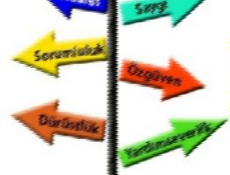 Saygı
Sorumluluk
Özgüven
Dürüstlük
Yardımseverlik